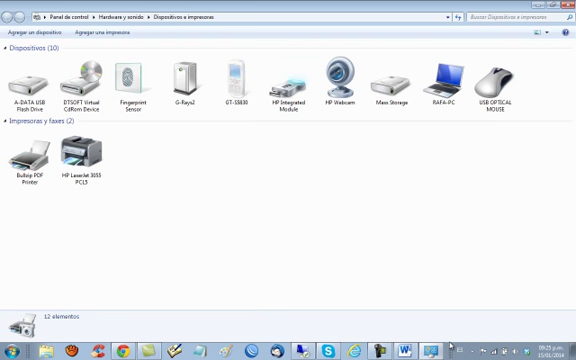 Panel de control ▸ Hardware y sonido ▸ Dispositivos e impresoras
Buscar Dispositivos e impresoras
Agregar un dispositivo Agregar una impresora
Dispositivos (10)
A-DATA USB
Flash Drive
DTSOFT Virtual
CdRom Device
Fingerprint
Sensor
G-Rays2
GT-S5830
HP Integrated
Module
HP Webcam
Mass Storage
RAFA-PC
USB OPTICAL
MOUSE
Impresoras y faxes (2)
Bullzip PDF
Printer
HP LaserJet 3055
PCL5
12 elementos
ES
09:25 p.m.
15/01/2014